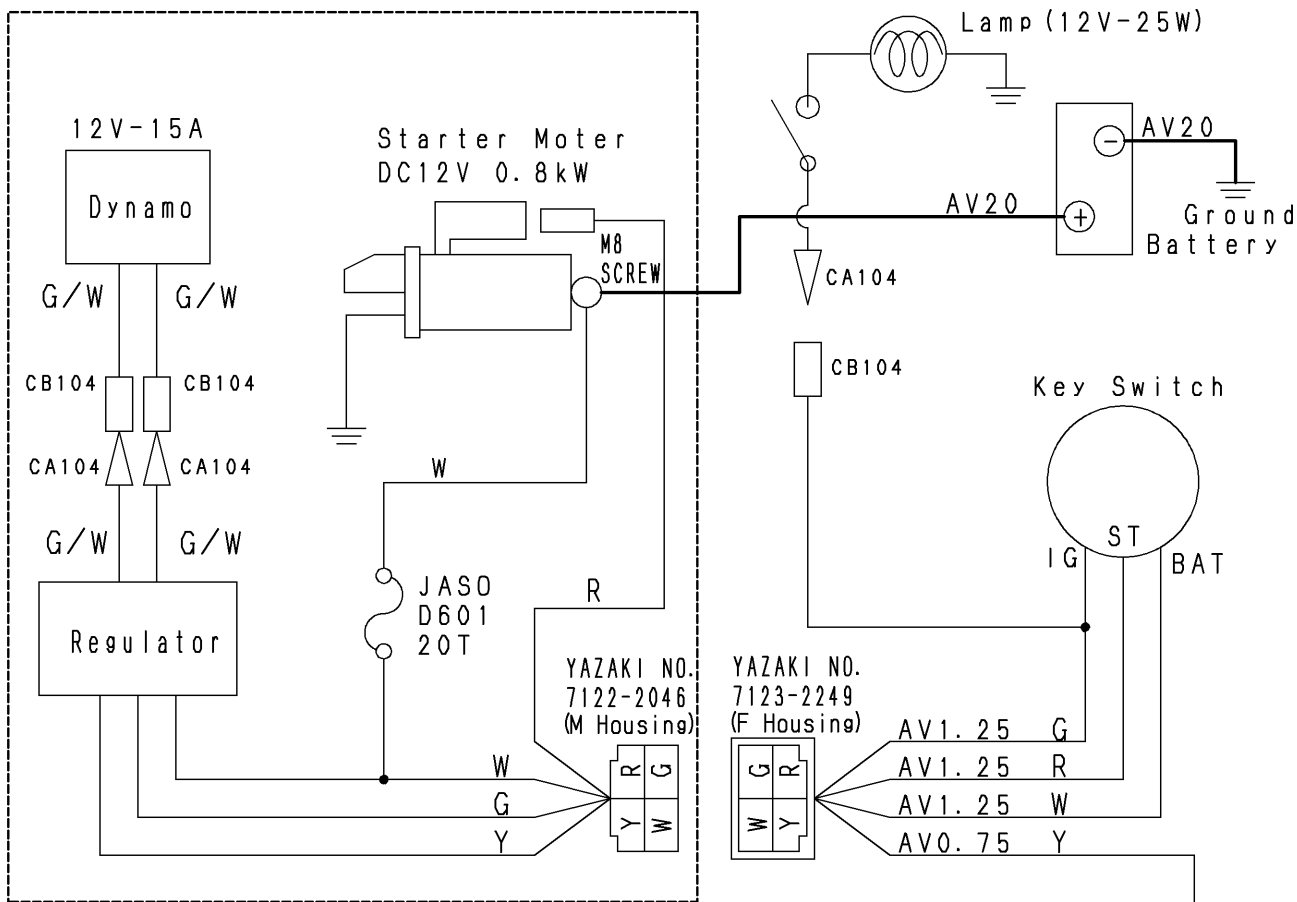 Lamp (12V-25W)
12V-15A
Dynamo
Starter Moter
DC12V 0.8kW
M8
SCREW
AV20
AV20
-
+
Ground
Battery
G/W
G/W
CB104
CB104
CA104
CA104
G/W
G/W
Regulator
CA104
CB104
Key Switch
IG
ST
BAT
W
JASO
D601
20T
R
YAZAKI NO.
7122-2046
(M Housing)
YAZAKI NO.
7123-2249
(F Housing)
W
G
Y
R G
Y W
G R
W Y
AV1.25 G
AV1.25 R
AV1.25 W
AV0.75 Y